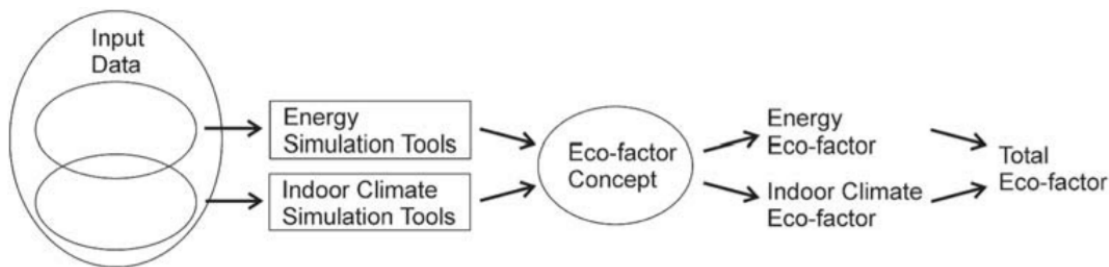 Input
Data
Energy
Simulation Tools
Indoor Climate
Simulation Tools
Eco-factor
Concept
Energy
Eco-factor
Indoor Climate
Eco-factor
Total
Eco-factor